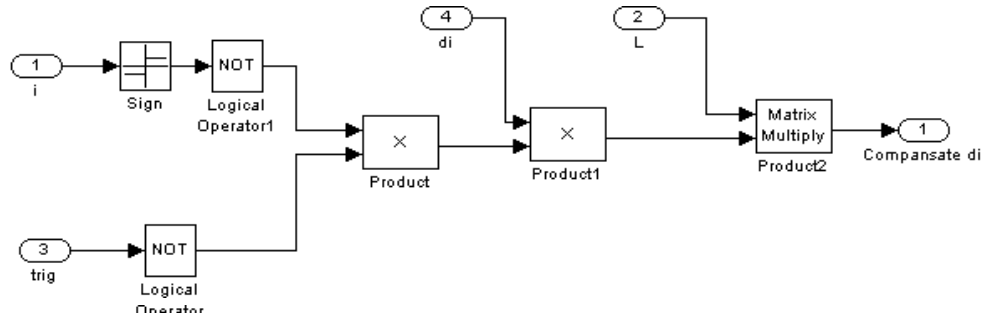 4
di
2
L
1
i
Sign
NOT
Logical
Operator1
×
Product
×
Product1
Matrix
Multiply
Product2
1
Compansate di
3
trig
NOT
Logical
Operator